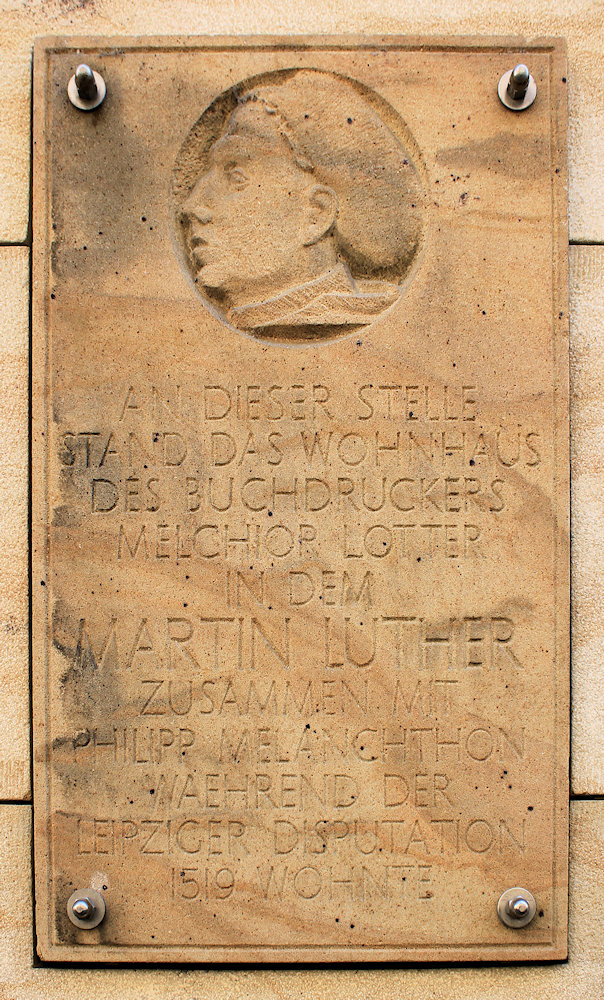 AN DIESER STELLE
STAND DAS WOHNHAUS
DES BUCHDRUCKERS
MELCHIOR LOTTER
IN DEM
MARTIN LUTHER
ZUSAMMEN MIT
PHILIPP MELANCHTHON
WAEHREND DER
LEIPZIGER DISPUTATION
1519 WOHNTE